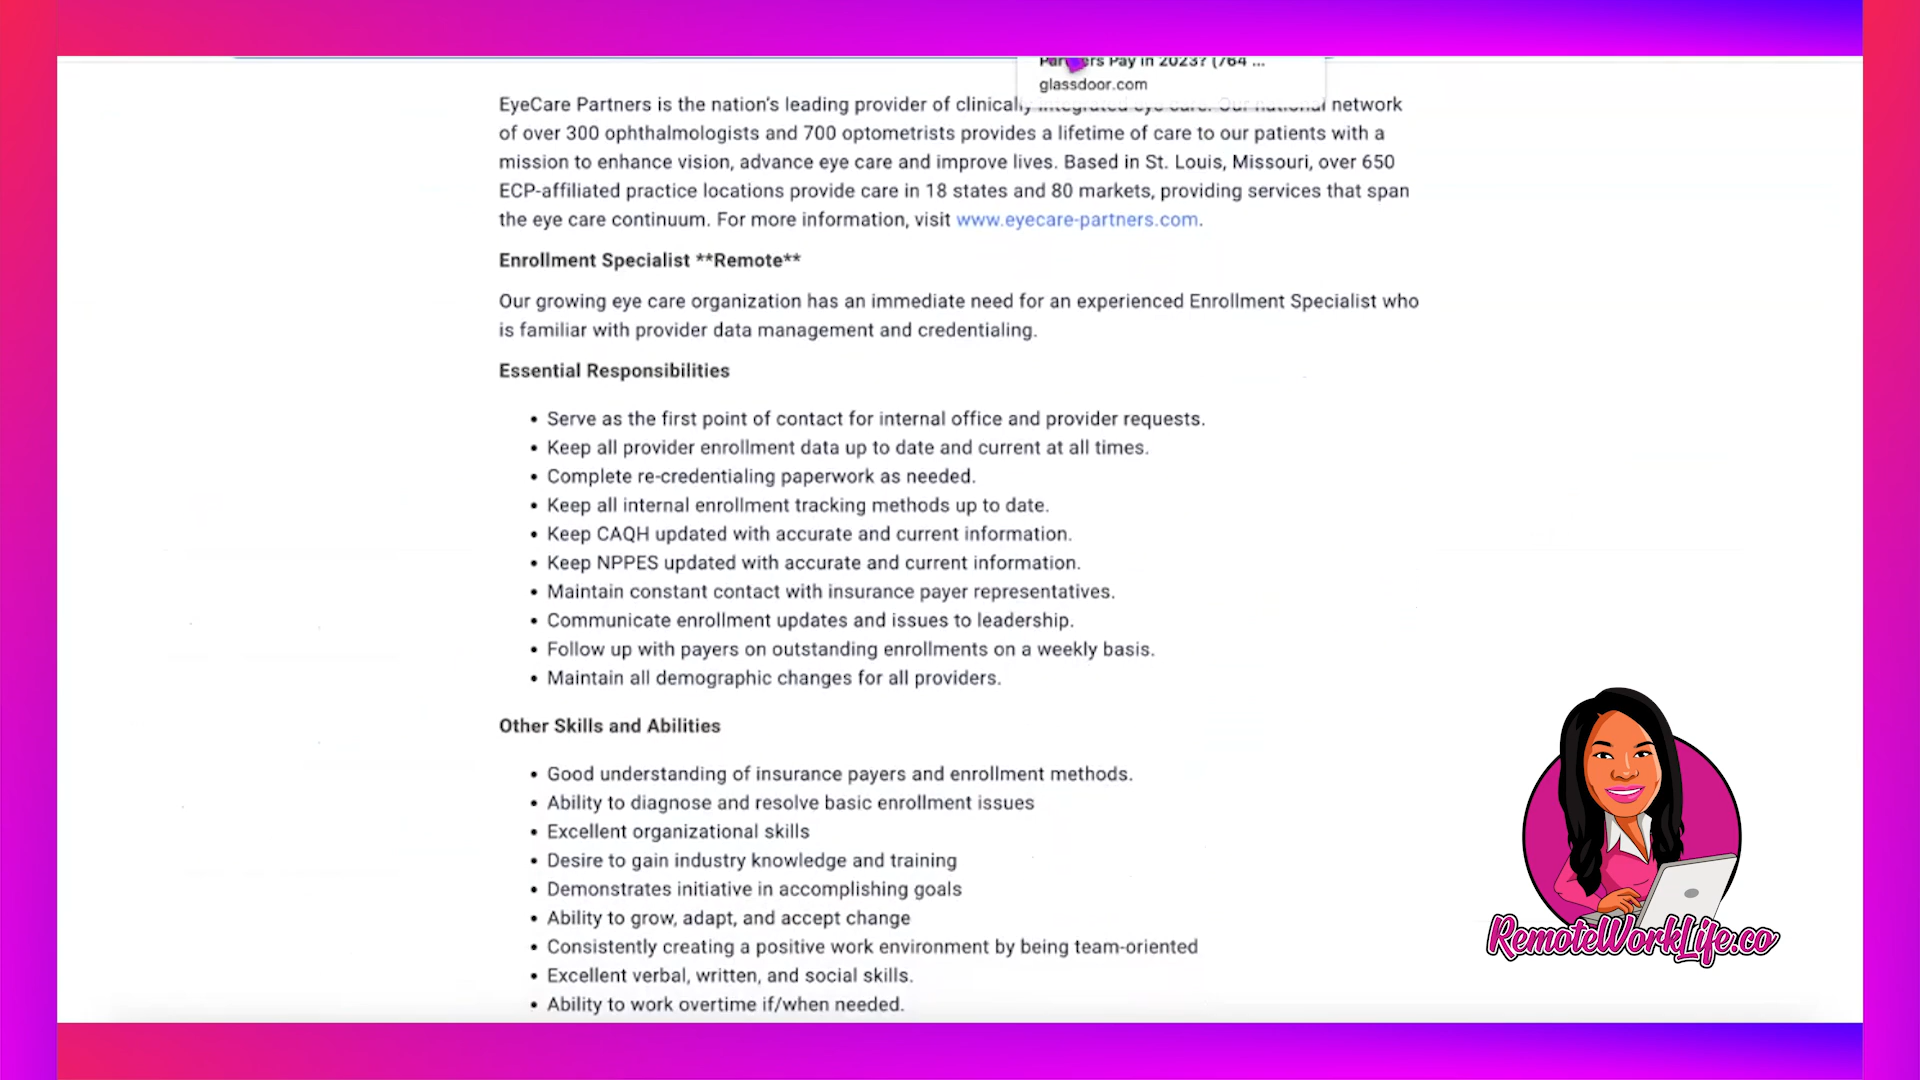 Partners Pay in 2023? (764 ...
glassdoor.com
EyeCare Partners is the nation's leading provider of clinically integrated eye care. Our national network
of over 300 ophthalmologists and 700 optometrists provides a lifetime of care to our patients with a
mission to enhance vision, advance eye care and improve lives. Based in St. Louis, Missouri, over 650
ECP-affiliated practice locations provide care in 18 states and 80 markets, providing services that span
the eye care continuum. For more information, visit www.eyecare-partners.com.
Enrollment Specialist **Remote**
Our growing eye care organization has an immediate need for an experienced Enrollment Specialist who
is familiar with provider data management and credentialing.
Essential Responsibilities
• Serve as the first point of contact for internal office and provider requests.
• Keep all provider enrollment data up to date and current at all times.
• Complete re-credentialing paperwork as needed.
• Keep all internal enrollment tracking methods up to date.
• Keep CAQH updated with accurate and current information.
• Keep NPPES updated with accurate and current information.
• Maintain constant contact with insurance payer representatives.
• Communicate enrollment updates and issues to leadership.
• Follow up with payers on outstanding enrollments on a weekly basis.
• Maintain all demographic changes for all providers.
Other Skills and Abilities
• Good understanding of insurance payers and enrollment methods.
• Ability to diagnose and resolve basic enrollment issues
• Excellent organizational skills
• Desire to gain industry knowledge and training
• Demonstrates initiative in accomplishing goals
• Ability to grow, adapt, and accept change
• Consistently creating a positive work environment by being team-oriented
• Excellent verbal, written, and social skills.
• Ability to work overtime if/when needed.
RemoteWorkLife.co